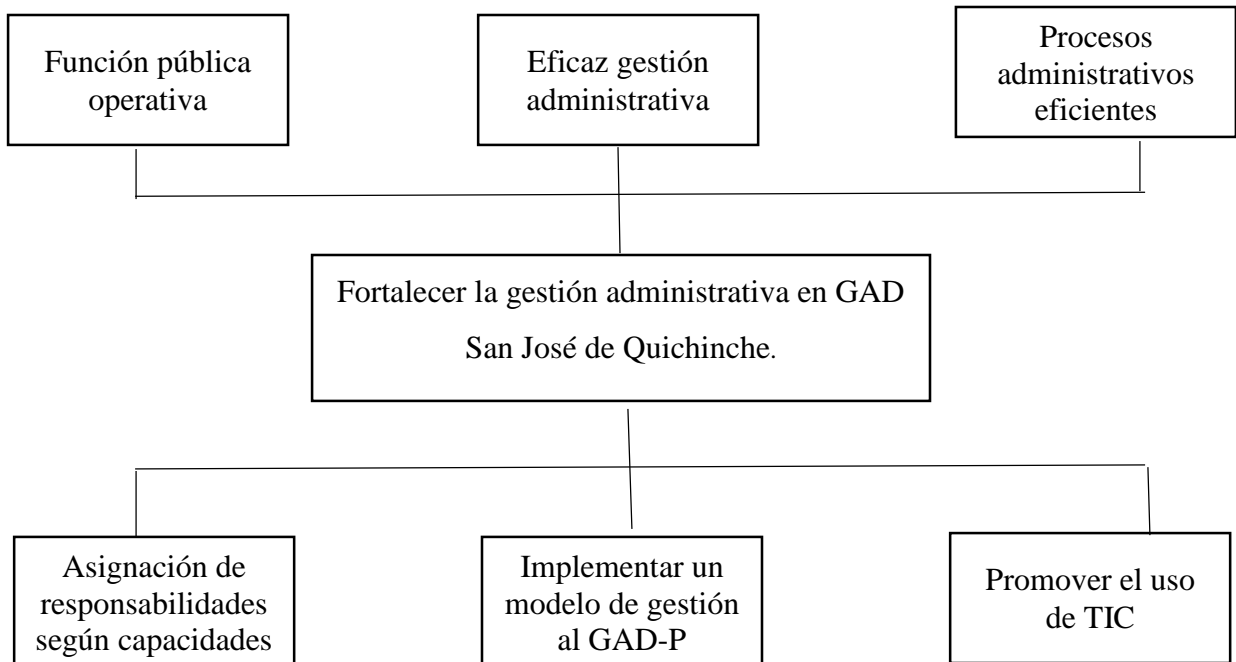 Función pública
operativa
Eficaz gestión
administrativa
Procesos
administrativos
eficientes
Fortalecer la gestión administrativa en GAD
San José de Quichinche.
Asignación de
responsabilidades
según capacidades
Implementar un
modelo de gestión
al GAD-P
Promover el uso
de TIC